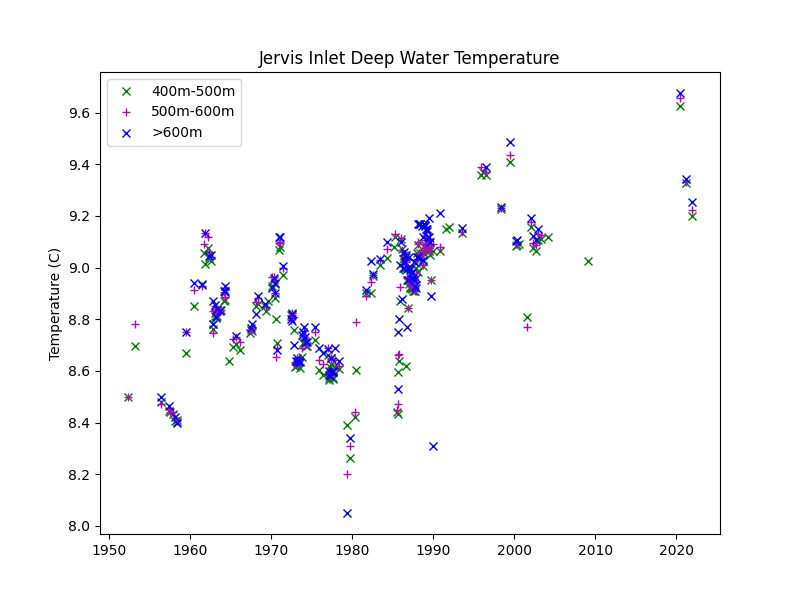 Jervis Inlet Deep Water Temperature
400m-500m
500m-600m
>600m
Temperature (C)
9.6
9.4
9.2
9.0
8.8
8.6
8.4
8.2
8.0
1950 1960 1970 1980 1990 2000 2010 2020